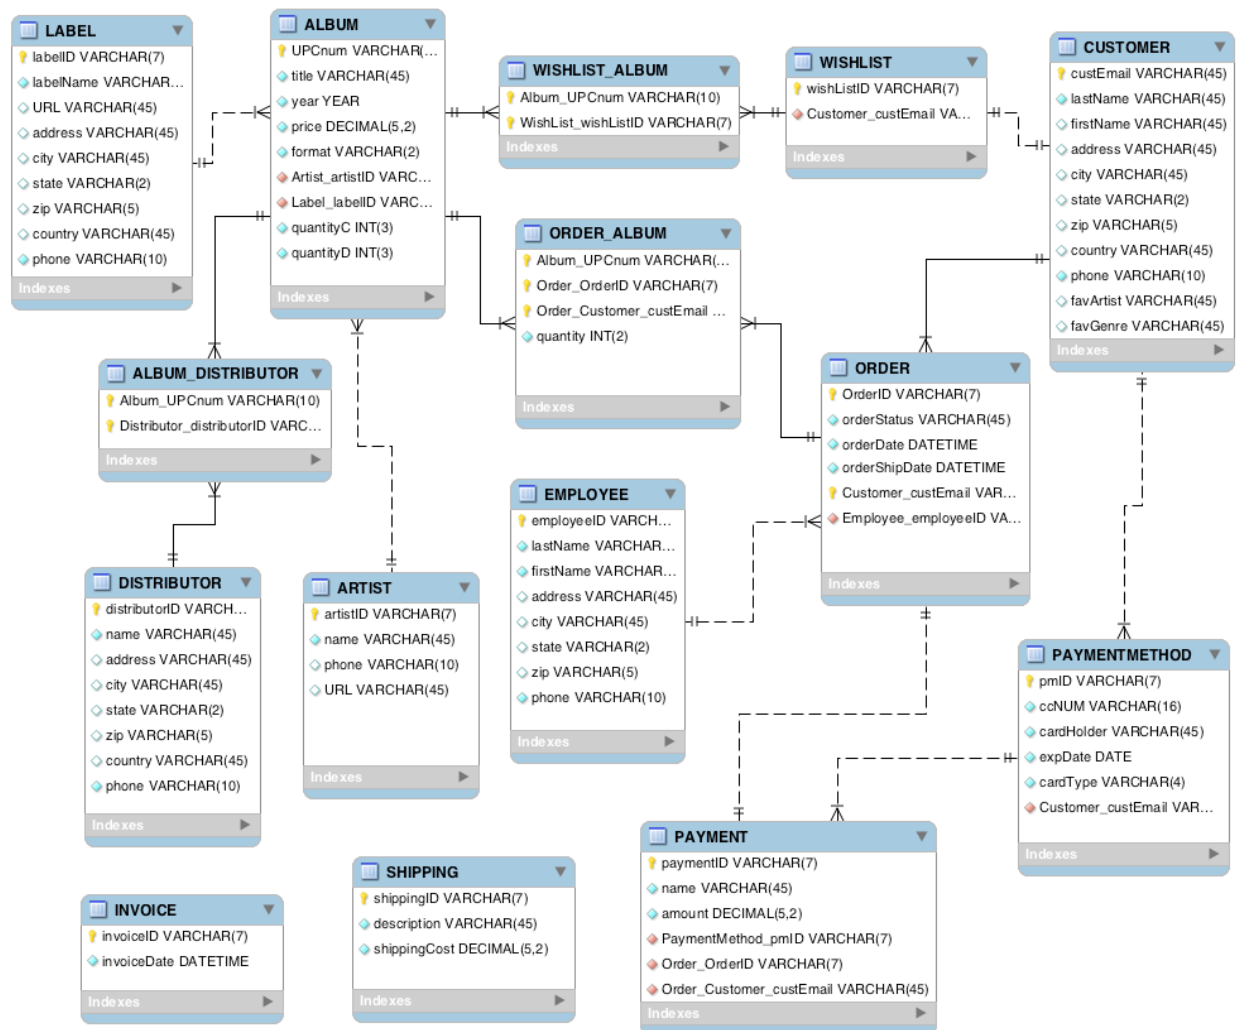 LABEL
labelID VARCHAR(7)
labelName VARCHAR...
URL VARCHAR(45)
address VARCHAR(45)
city VARCHAR(45)
state VARCHAR(2)
zip VARCHAR(5)
country VARCHAR(45)
phone VARCHAR(10)
Indexes
ALBUM
UPCnum VARCHAR(...
title VARCHAR(45)
year YEAR
price DECIMAL(5,2)
format VARCHAR(2)
Artist_artistID VARC...
Label_labelID VARC...
quantityC INT(3)
quantityD INT(3)
Indexes
WISHLIST_ALBUM
Album_UPCnum VARCHAR(10)
WishList_wishListID VARCHAR(7)
Indexes
WISHLIST
wishListID VARCHAR(7)
Customer_custEmail VA...
Indexes
CUSTOMER
custEmail VARCHAR(45)
lastName VARCHAR(45)
firstName VARCHAR(45)
address VARCHAR(45)
city VARCHAR(45)
state VARCHAR(2)
zip VARCHAR(5)
country VARCHAR(45)
phone VARCHAR(10)
favArtist VARCHAR(45)
favGenre VARCHAR(45)
Indexes
ORDER_ALBUM
Album_UPCnum VARCHAR(...
Order_OrderID VARCHAR(7)
Order_Customer_custEmail ...
quantity INT(2)
Indexes
ALBUM_DISTRIBUTOR
Album_UPCnum VARCHAR(10)
Distributor_distributorID VARC...
Indexes
ORDER
OrderID VARCHAR(7)
orderStatus VARCHAR(45)
orderDate DATETIME
orderShipDate DATETIME
Customer_custEmail VAR...
Employee_employeeID VA...
Indexes
EMPLOYEE
employeeID VARCH...
lastName VARCHAR...
firstName VARCHAR...
address VARCHAR(45)
city VARCHAR(45)
state VARCHAR(2)
zip VARCHAR(5)
phone VARCHAR(10)
Indexes
DISTRIBUTOR
distributorID VARCH...
name VARCHAR(45)
address VARCHAR(45)
city VARCHAR(45)
state VARCHAR(2)
zip VARCHAR(5)
country VARCHAR(45)
phone VARCHAR(10)
Indexes
ARTIST
artistID VARCHAR(7)
name VARCHAR(45)
phone VARCHAR(10)
URL VARCHAR(45)
Indexes
PAYMENTMETHOD
pmID VARCHAR(7)
ccNUM VARCHAR(16)
cardHolder VARCHAR(45)
expDate DATE
cardType VARCHAR(4)
Customer_custEmail VAR...
Indexes
PAYMENT
paymentID VARCHAR(7)
name VARCHAR(45)
amount DECIMAL(5,2)
PaymentMethod_pmID VARCHAR(7)
Order_OrderID VARCHAR(7)
Order_Customer_custEmail VARCHAR(45)
Indexes
SHIPPING
shippingID VARCHAR(7)
description VARCHAR(45)
shippingCost DECIMAL(5,2)
Indexes
INVOICE
invoiceID VARCHAR(7)
invoiceDate DATETIME
Indexes